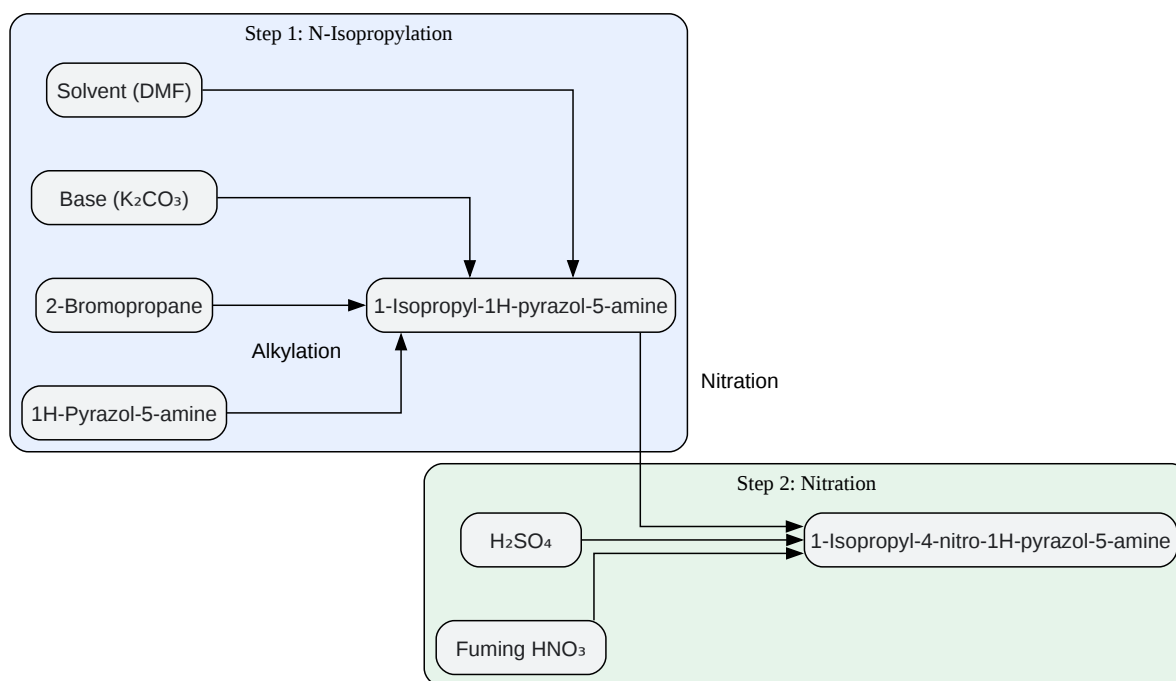 Step 1: N-Isopropylation
Solvent (DMF)
Base (K₂CO₃)
2-Bromopropane
1-Isopropyl-1H-pyrazol-5-amine
Alkylation
1H-Pyrazol-5-amine
Nitration
Step 2: Nitration
H₂SO₄
1-Isopropyl-4-nitro-1H-pyrazol-5-amine
Fuming HNO₃